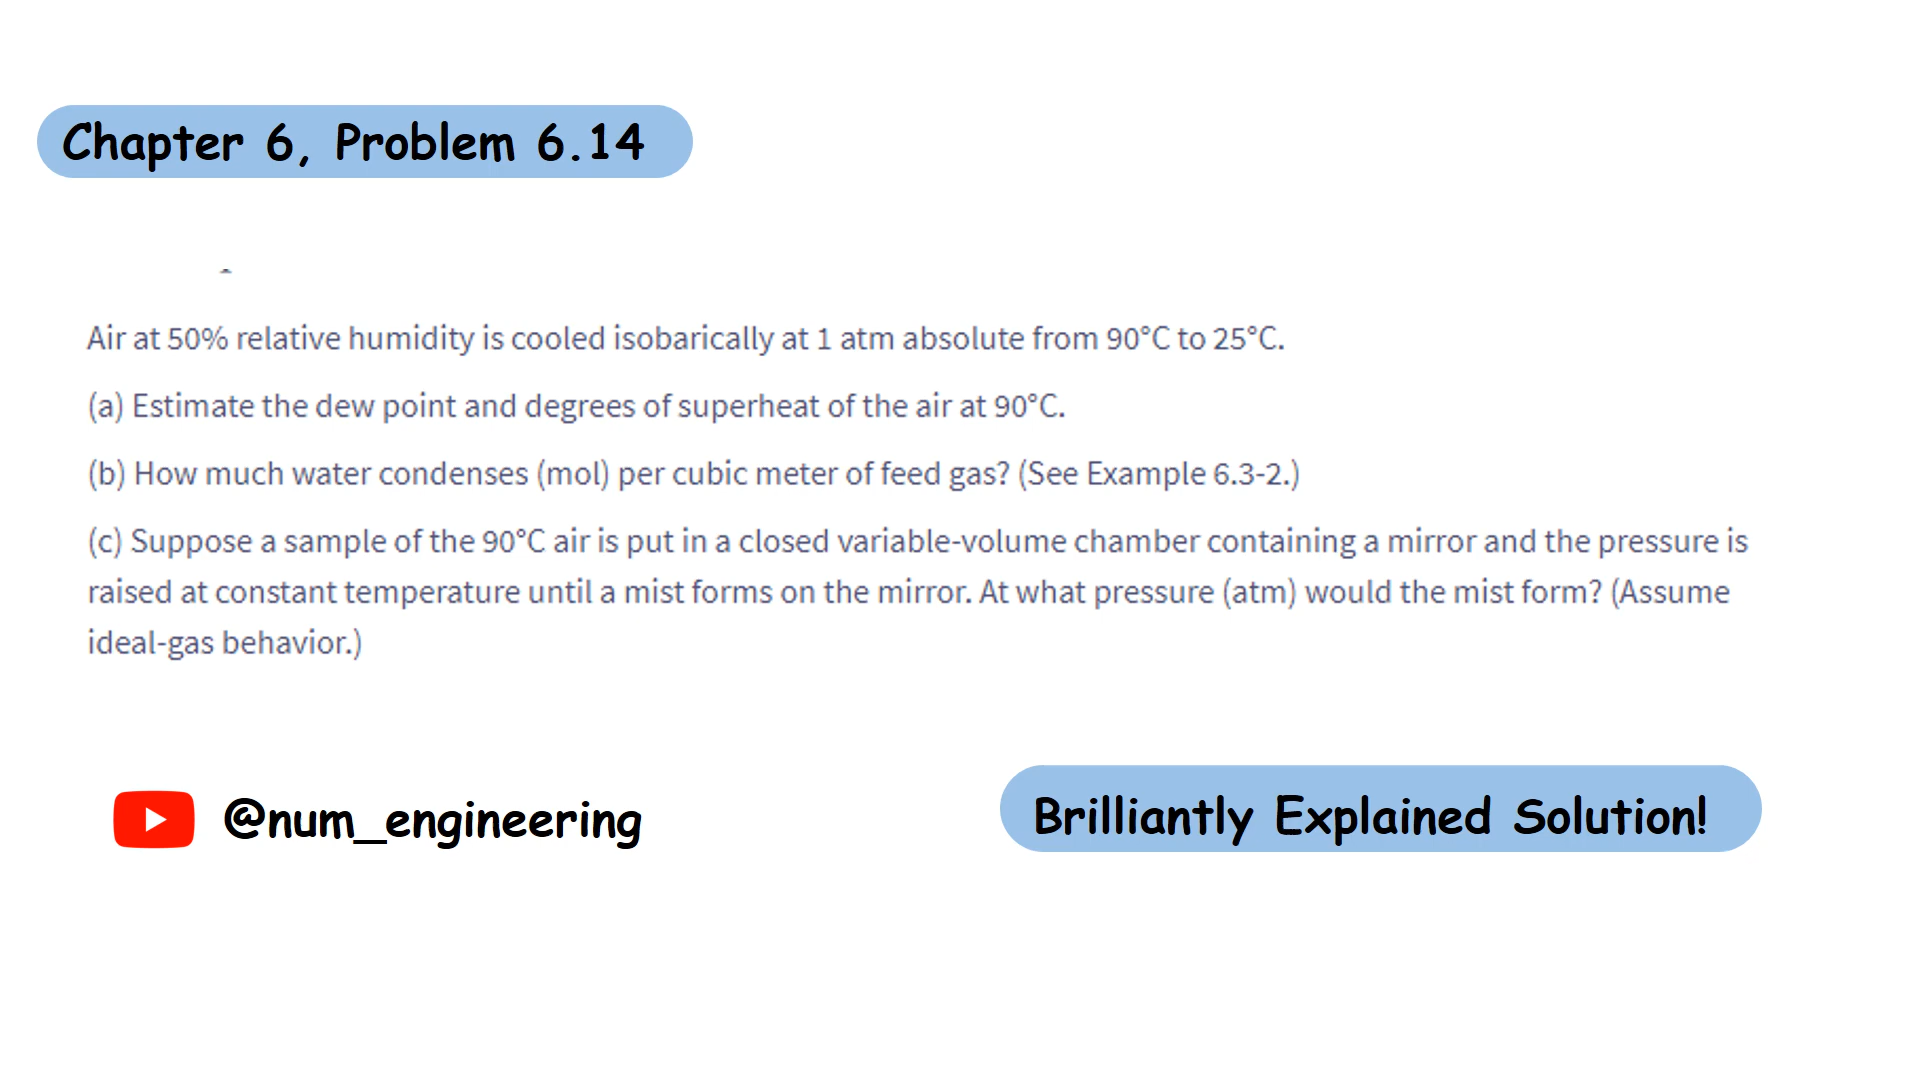 Chapter 6, Problem 6.14
Air at 50% relative humidity is cooled isobarically at 1 atm absolute from 90°C to 25°C.
(a) Estimate the dew point and degrees of superheat of the air at 90°C.
(b) How much water condenses (mol) per cubic meter of feed gas? (See Example 6.3-2.)
(c) Suppose a sample of the 90°C air is put in a closed variable-volume chamber containing a mirror and the pressure is
raised at constant temperature until a mist forms on the mirror. At what pressure (atm) would the mist form? (Assume
ideal-gas behavior.)
@num_engineering
Brilliantly Explained Solution!